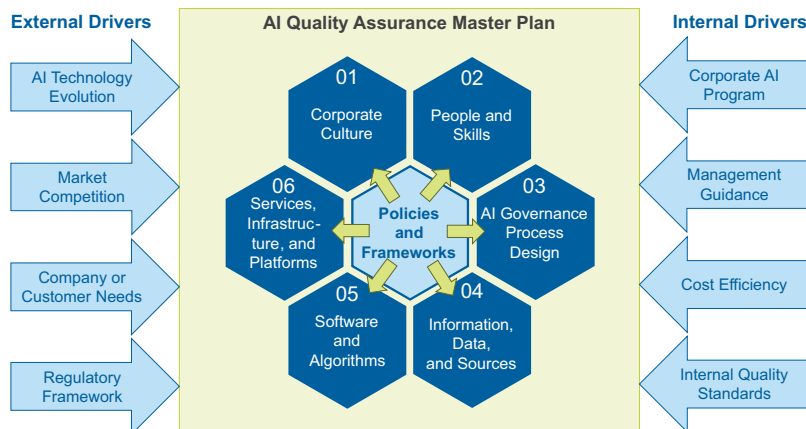 External Drivers
AI Technology
Evolution
Market
Competition
Company or
Customer Needs
Regulatory
Framework
AI Quality Assurance Master Plan
01
Corporate
Culture
02
People and
Skills
03
AI Governance
Process
Design
04
Information,
Data,
and Sources
05
Software
and
Algorithms
06
Services,
Infrastruc-
ture, and
Platforms
Policies
and
Frameworks
Internal Drivers
Corporate AI
Program
Management
Guidance
Cost Efficiency
Internal Quality
Standards